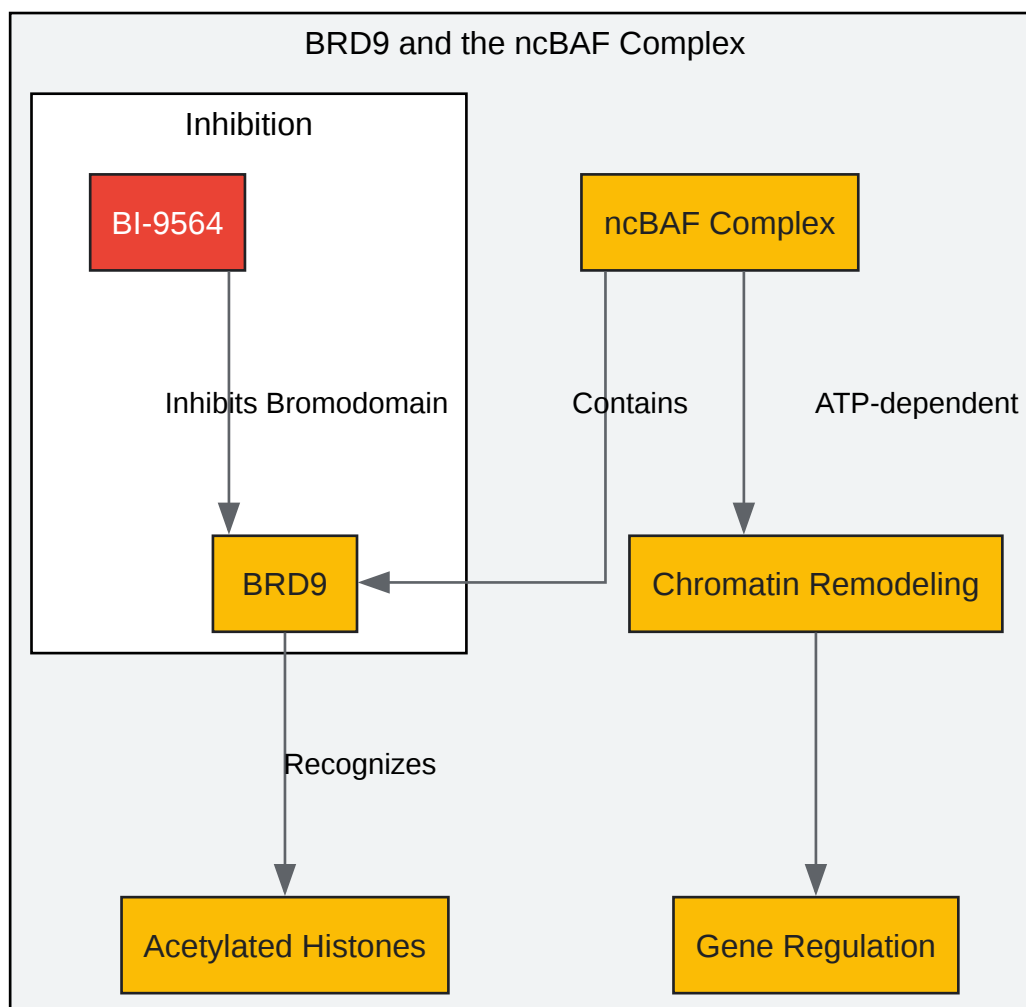 BRD9 and the ncBAF Complex
Inhibition
BI-9564
ncBAF Complex
Inhibits Bromodomain
Contains
ATP-dependent
BRD9
Chromatin Remodeling
Recognizes
Acetylated Histones
Gene Regulation